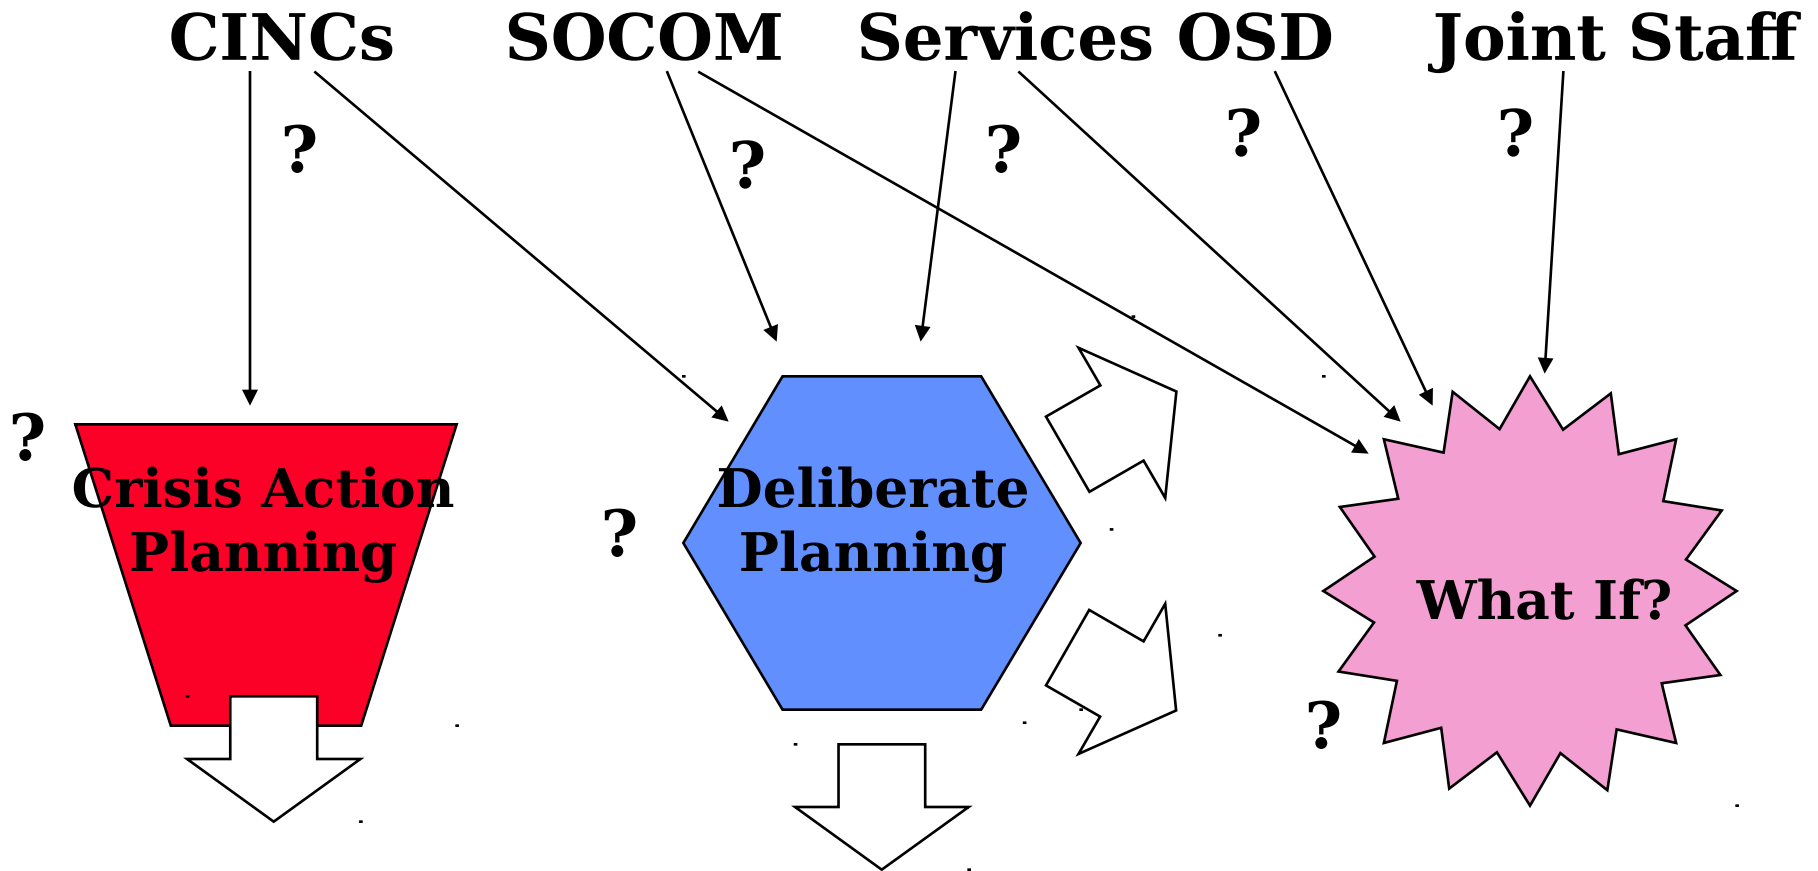 CINCs SOCOM Services OSD Joint Staff
? ? ? ? ?
?
Crisis Action
Planning
?
Deliberate
Planning
What If?
?